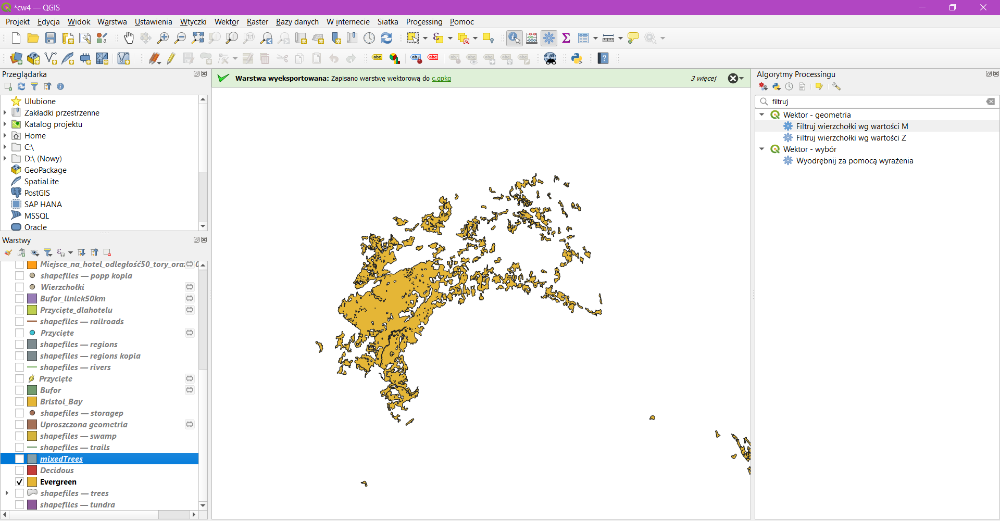 *cw4 — QGIS
Projekt Edycja Widok Warstwa Ustawienia Wtyczki Wektor Raster Bazy danych W internecie Siatka Processing Pomoc
Przeglądarka
Ulubione
Zakładki przestrzenne
Katalog projektu
Home
C:\
D:\ (Nowy)
GeoPackage
SpatiaLite
PostGIS
SAP HANA
MSSQL
Oracle
Warstwy
Miejsce_na_hotel_odległość50_tory_ora
shapefiles — popp kopia
Wierzchołki
Bufor_liniek50km
Przycięte_dlahotelu
shapefiles — railroads
Przycięte
shapefiles — regions
shapefiles — regions kopia
shapefiles — rivers
Przycięte
Bufor
Bristol_Bay
shapefiles — storagep
Uproszczona geometria
shapefiles — swamp
shapefiles — trails
mixedTrees
Decidous
Evergreen
shapefiles — trees
shapefiles — tundra
Warstwa wyeksportowana: Zapisano warstwę wektorową do c.gpkg
3 więcej
Algorytmy Processingu
filtruj
Wektor - geometria
Filtruj wierzchołki wg wartości M
Filtruj wierzchołki wg wartości Z
Wektor - wybór
Wyodrębnij za pomocą wyrażenia